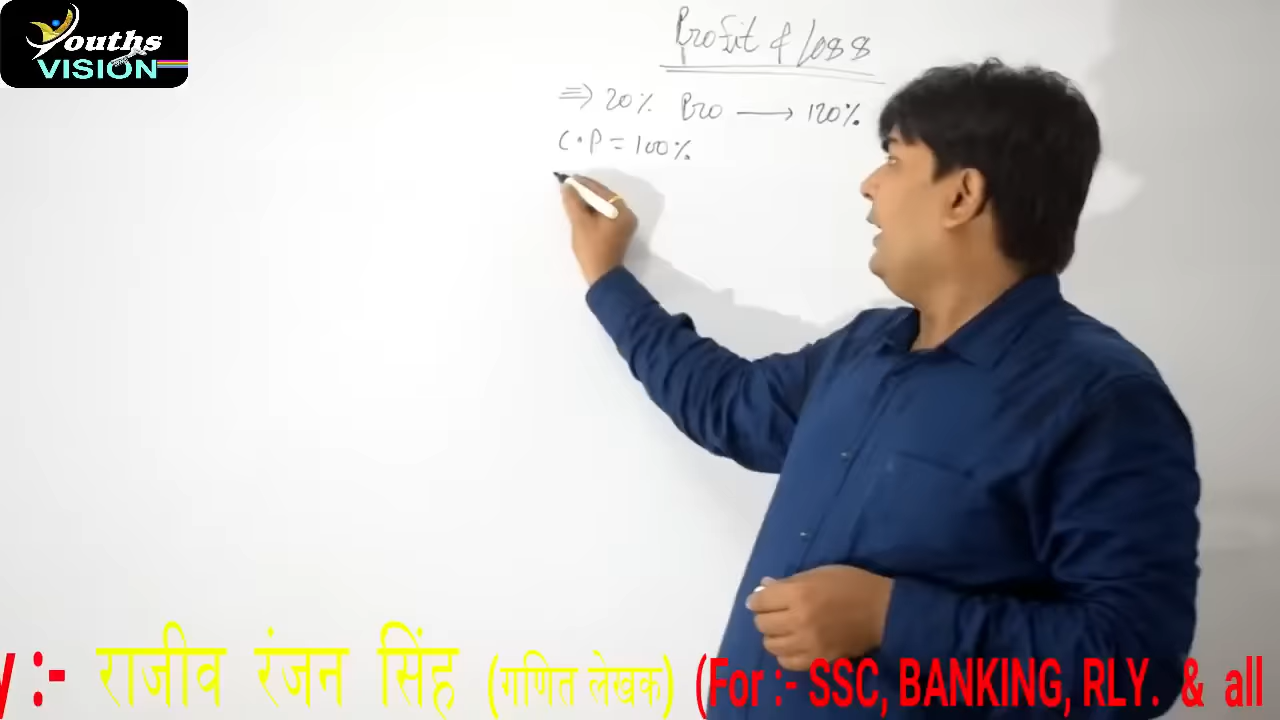 Youths
VISION
Profit & Loss
⇒ 20% Pro ⟶ 120%
C.P = 100%
y :- राजीव रंजन सिंह (गणित लेखक) (For :- SSC, BANKING, RLY. & all